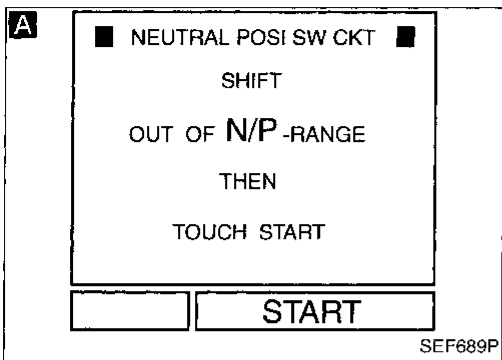 A
■ NEUTRAL POSI SW CKT ■
SHIFT
OUT OF N/P -RANGE
THEN
TOUCH START
START
SEF689P